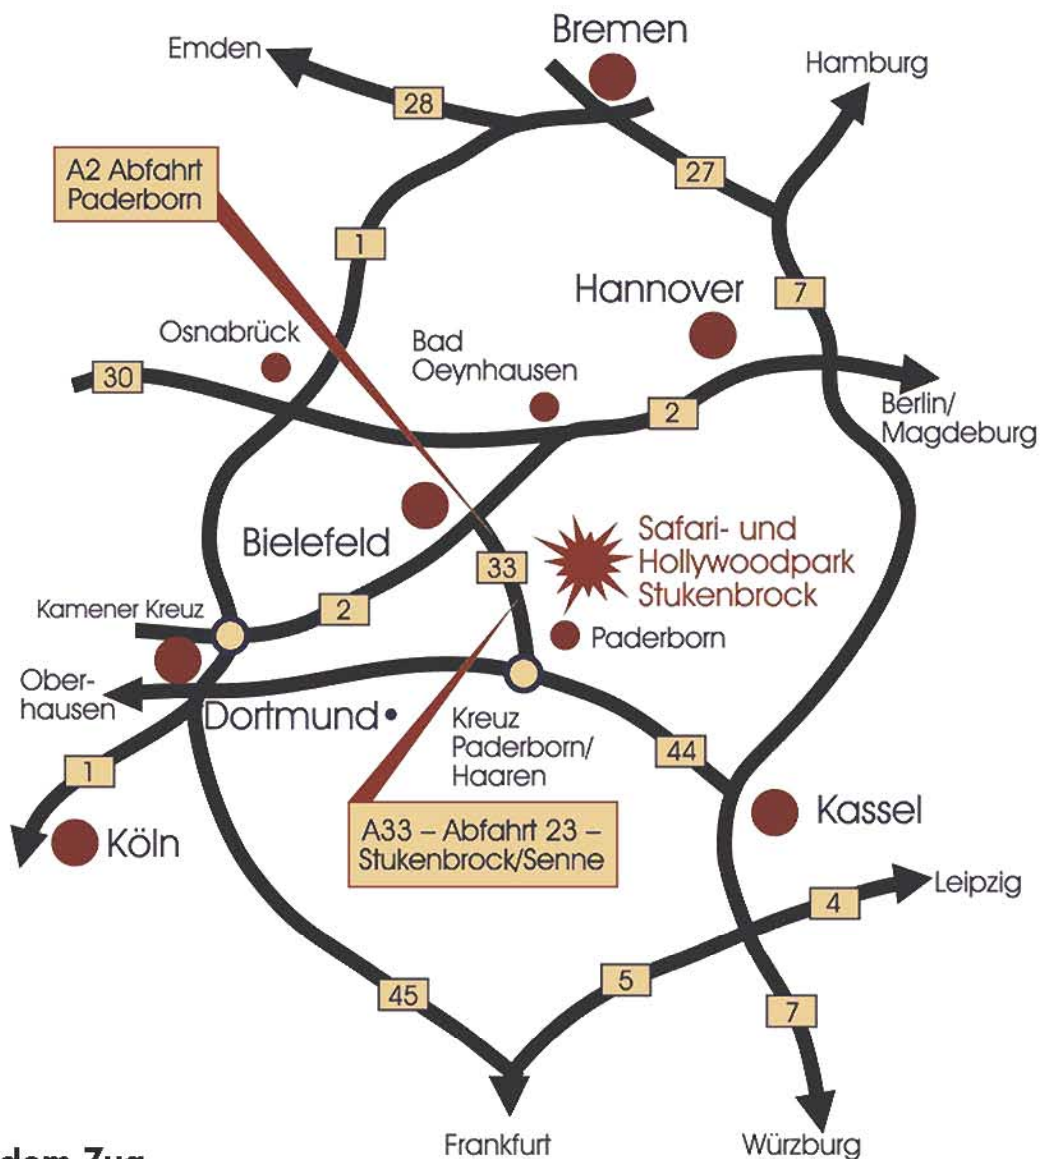 Bremen
Emden
Hamburg
28
A2 Abfahrt
Paderborn
27
1
Hannover
7
Osnabrück
Bad
Oeynhausen
30
2
Berlin/
Magdeburg
Bielefeld
Safari- und
Hollywoodpark
Stukenbrock
33
Kamener Kreuz
2
Paderborn
Ober-
hausen
Dortmund
Kreuz
Paderborn/
Haaren
44
1
Kassel
Köln
A33 – Abfahrt 23 –
Stukenbrock/Senne
Leipzig
4
5
45
7
Frankfurt
Würzburg
dem Zug